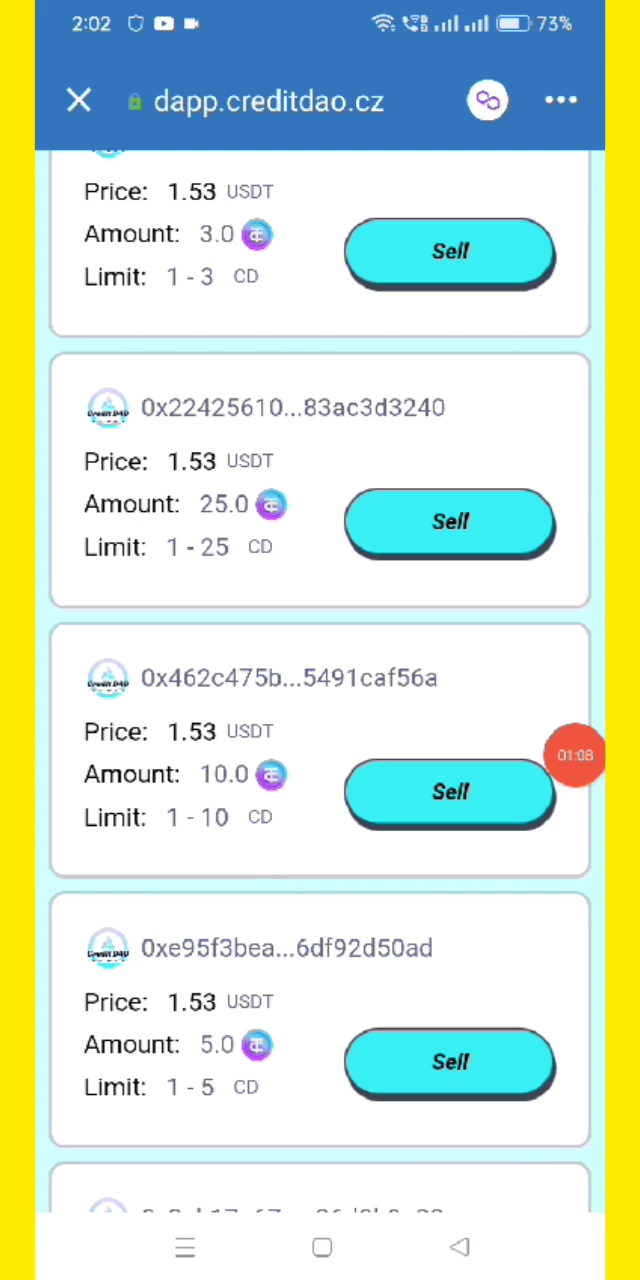 2:02
73%
dapp.creditdao.cz
Price: 1.53 USDT
Amount: 3.0
Limit: 1 - 3 CD
Sell
0x22425610...83ac3d3240
Price: 1.53 USDT
Amount: 25.0
Limit: 1 - 25 CD
Sell
0x462c475b...5491caf56a
Price: 1.53 USDT
Amount: 10.0
Limit: 1 - 10 CD
Sell
01:08
0xe95f3bea...6df92d50ad
Price: 1.53 USDT
Amount: 5.0
Limit: 1 - 5 CD
Sell